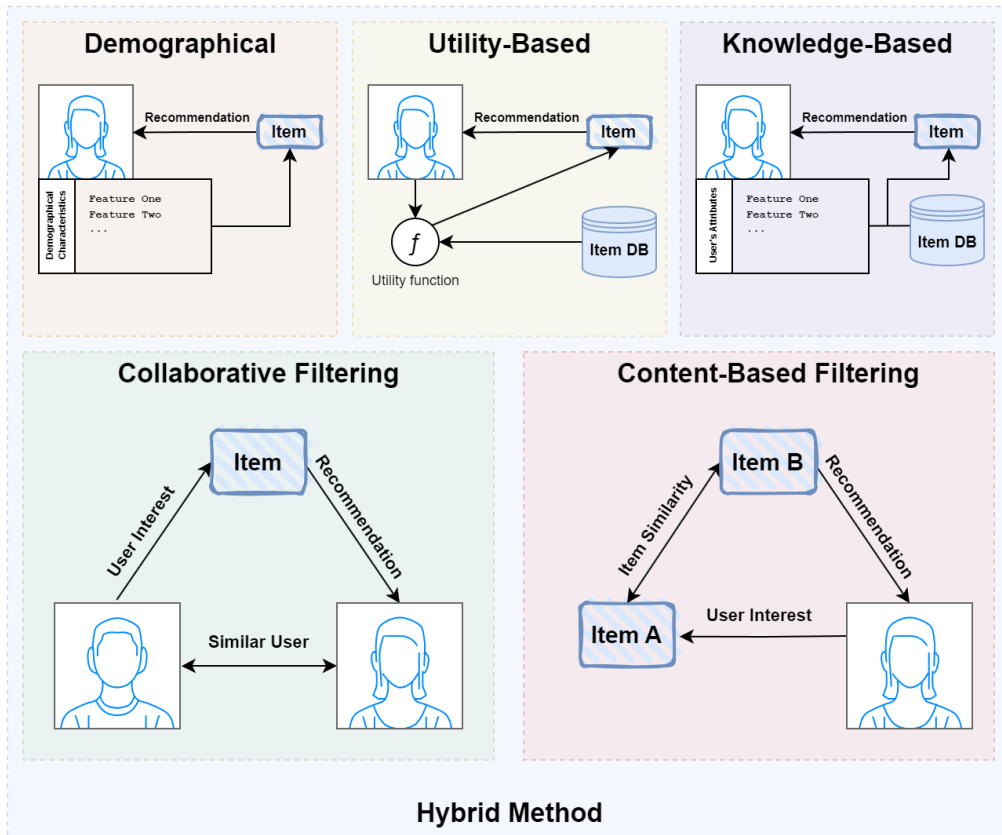 Demographical
Recommendation
Item
Demographical
Characteristics
Feature One
Feature Two
...
Utility-Based
Recommendation
Item
f
Utility function
Item DB
Knowledge-Based
Recommendation
Item
User's Attributes
Feature One
Feature Two
...
Item DB
Collaborative Filtering
Item
User Interest
Recommendation
Similar User
Content-Based Filtering
Item B
Item Similarity
Recommendation
Item A
User Interest
Hybrid Method